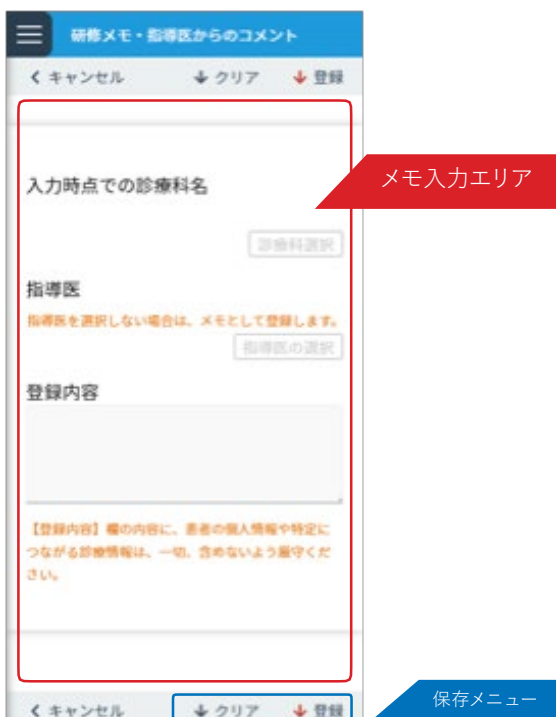 研修メモ・指導医からのコメント
キャンセル クリア 登録
入力時点での診療科名
メモ入力エリア
診療科選択
指導医
指導医を選択しない場合は、メモとして登録します。
指導医の選択
登録内容
【登録内容】欄の内容に、患者の個人情報や特定に
つながる診療情報は、一切、含めないよう厳守くだ
さい。
保存メニュー
キャンセル クリア 登録